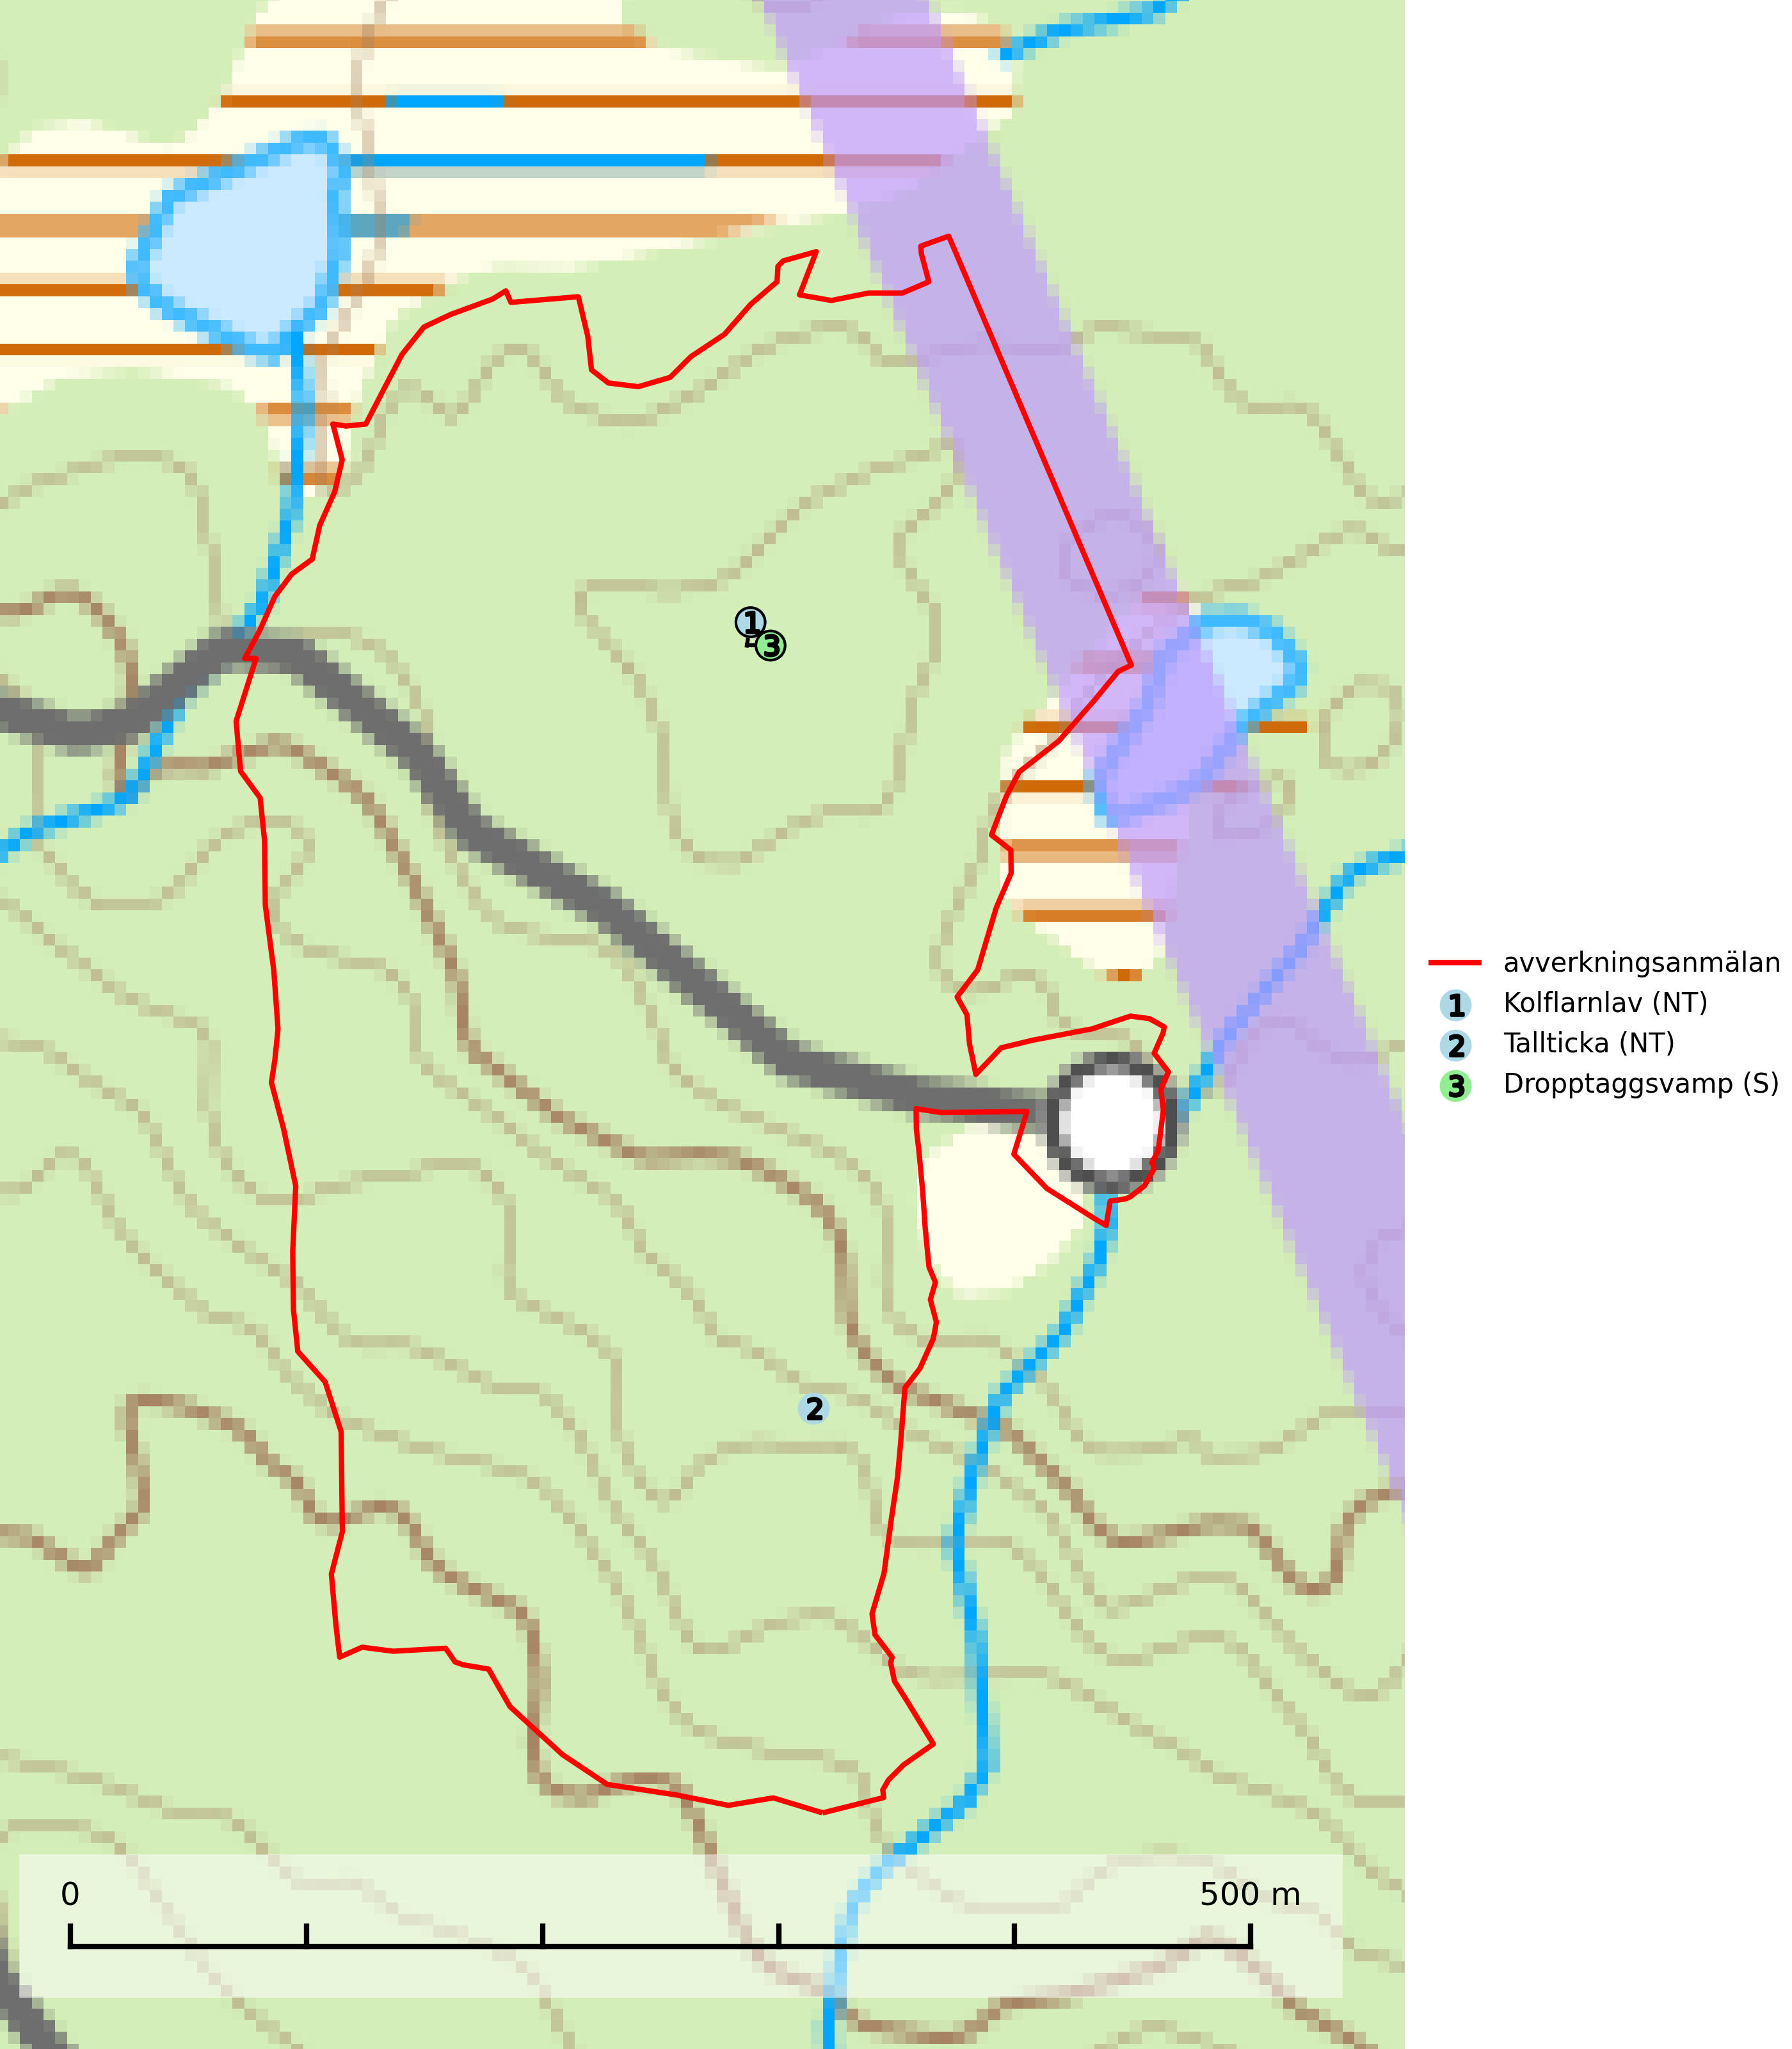 1
3
2
avverkningsanmälan
1 Kolflarnlav (NT)
2 Tallticka (NT)
3 Dropptaggsvamp (S)
0 500 m